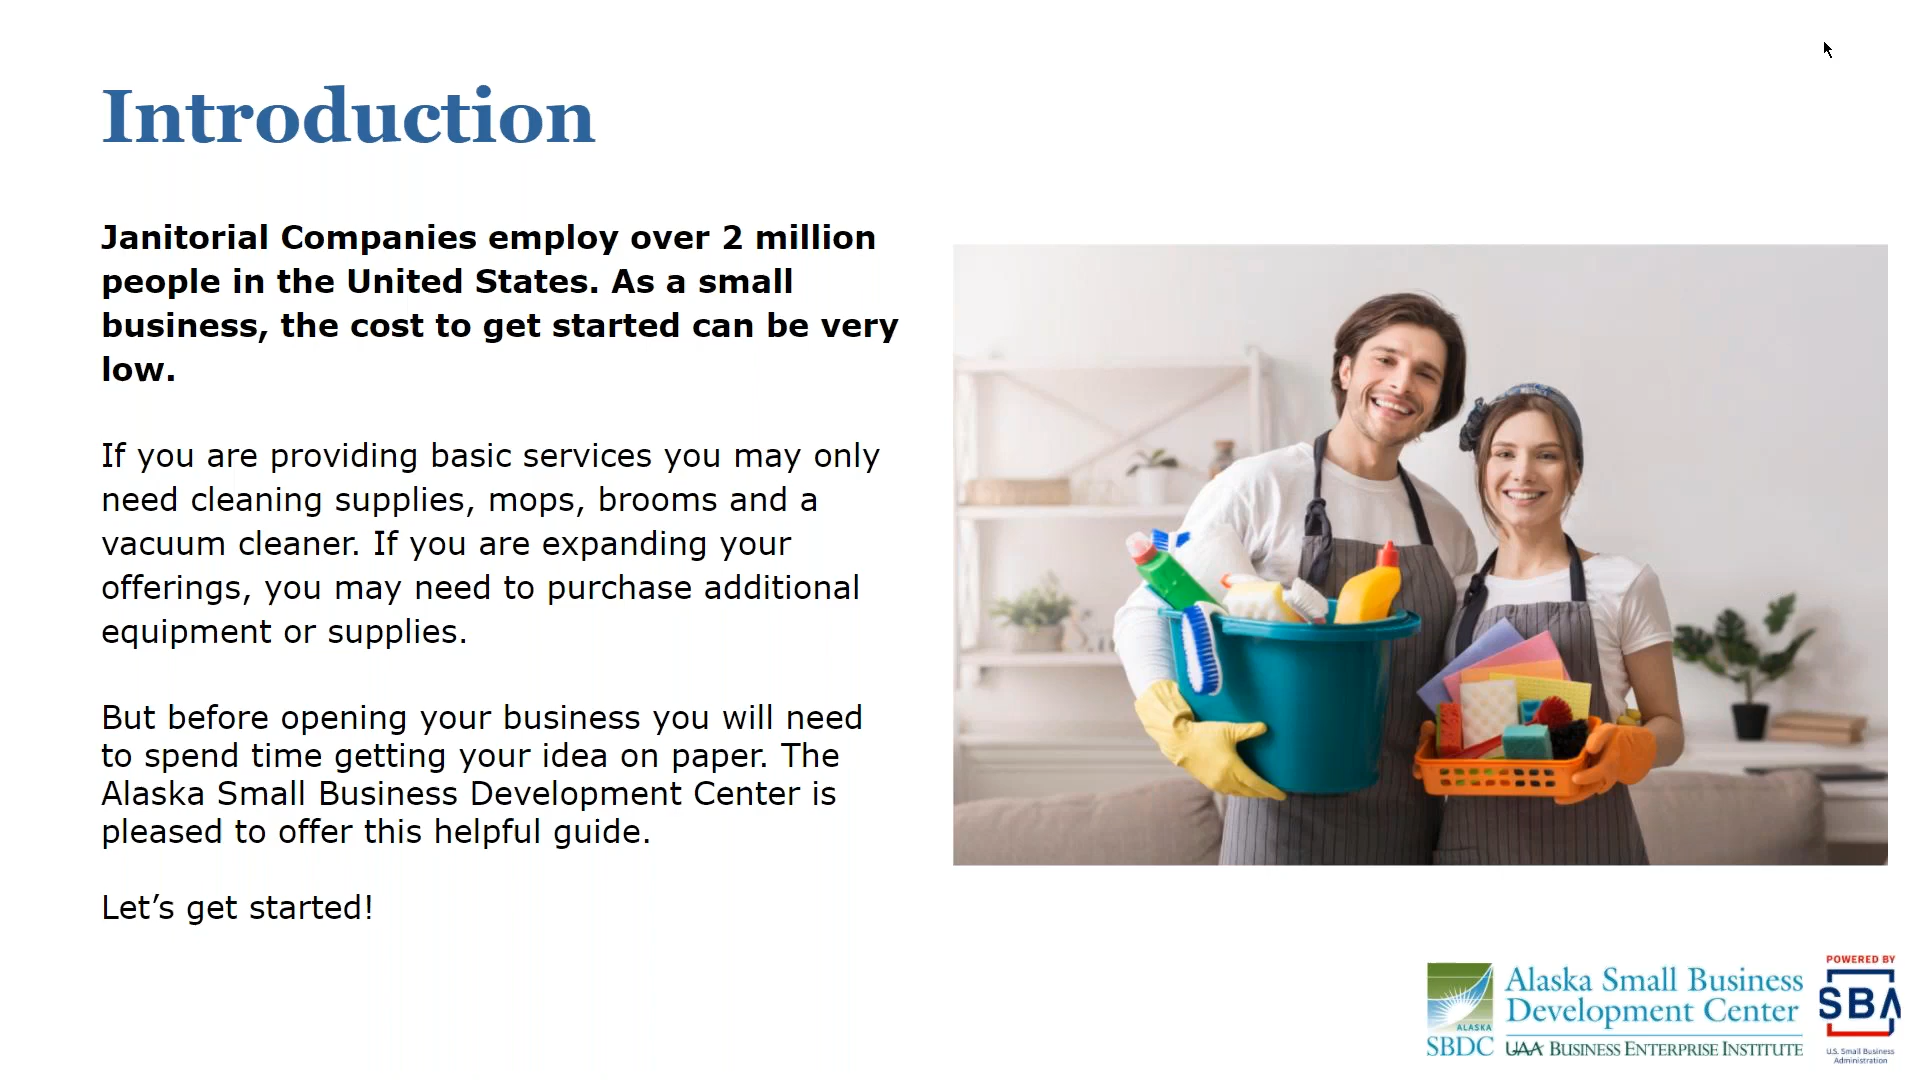 Introduction
Janitorial Companies employ over 2 million
people in the United States. As a small
business, the cost to get started can be very
low.
If you are providing basic services you may only
need cleaning supplies, mops, brooms and a
vacuum cleaner. If you are expanding your
offerings, you may need to purchase additional
equipment or supplies.
But before opening your business you will need
to spend time getting your idea on paper. The
Alaska Small Business Development Center is
pleased to offer this helpful guide.
Let’s get started!
ALASKA
SBDC
Alaska Small Business
Development Center
UAA BUSINESS ENTERPRISE INSTITUTE
POWERED BY
SBA
U.S. Small Business
Administration